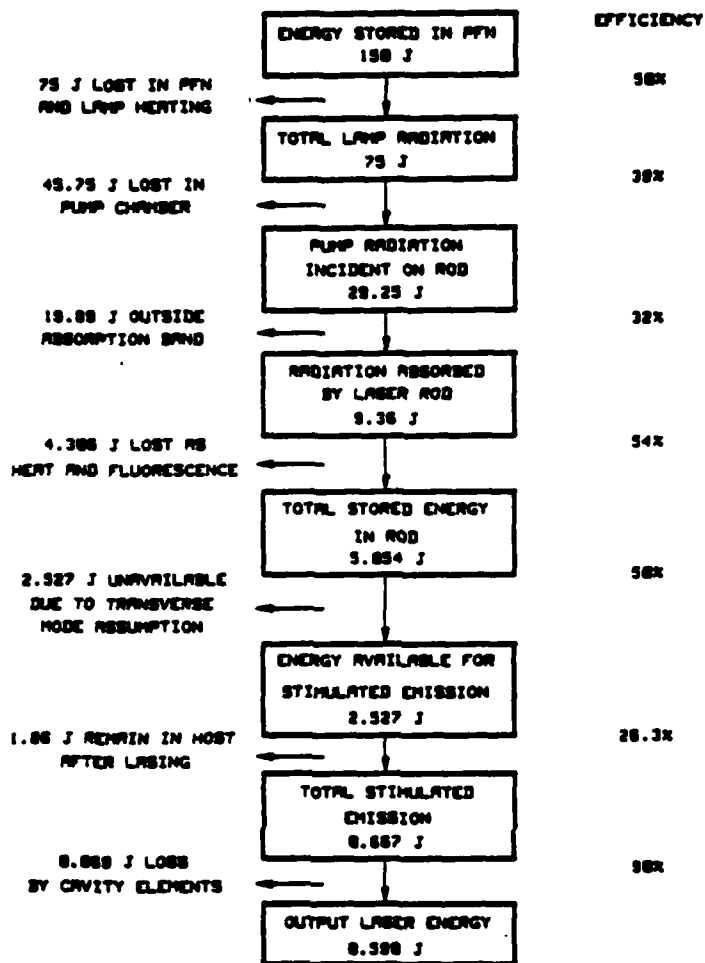 EFFICIENCY
ENERGY STORED IN PFN
150 J
75 J LOST IN PFN
AND LAMP HEATING
50%
TOTAL LAMP RADIATION
75 J
45.75 J LOST IN
PUMP CHAMBER
39%
PUMP RADIATION
INCIDENT ON ROD
29.25 J
19.89 J OUTSIDE
ABSORPTION BAND
32%
RADIATION ABSORBED
BY LASER ROD
9.36 J
4.306 J LOST AS
HEAT AND FLUORESCENCE
54%
TOTAL STORED ENERGY
IN ROD
5.054 J
2.527 J UNAVAILABLE
DUE TO TRANSVERSE
MODE ASSUMPTION
50%
ENERGY AVAILABLE FOR
STIMULATED EMISSION
2.527 J
1.86 J REMAIN IN HOST
AFTER LASING
26.3%
TOTAL STIMULATED
EMISSION
0.667 J
0.069 J LOSS
BY CAVITY ELEMENTS
90%
OUTPUT LASER ENERGY
0.598 J